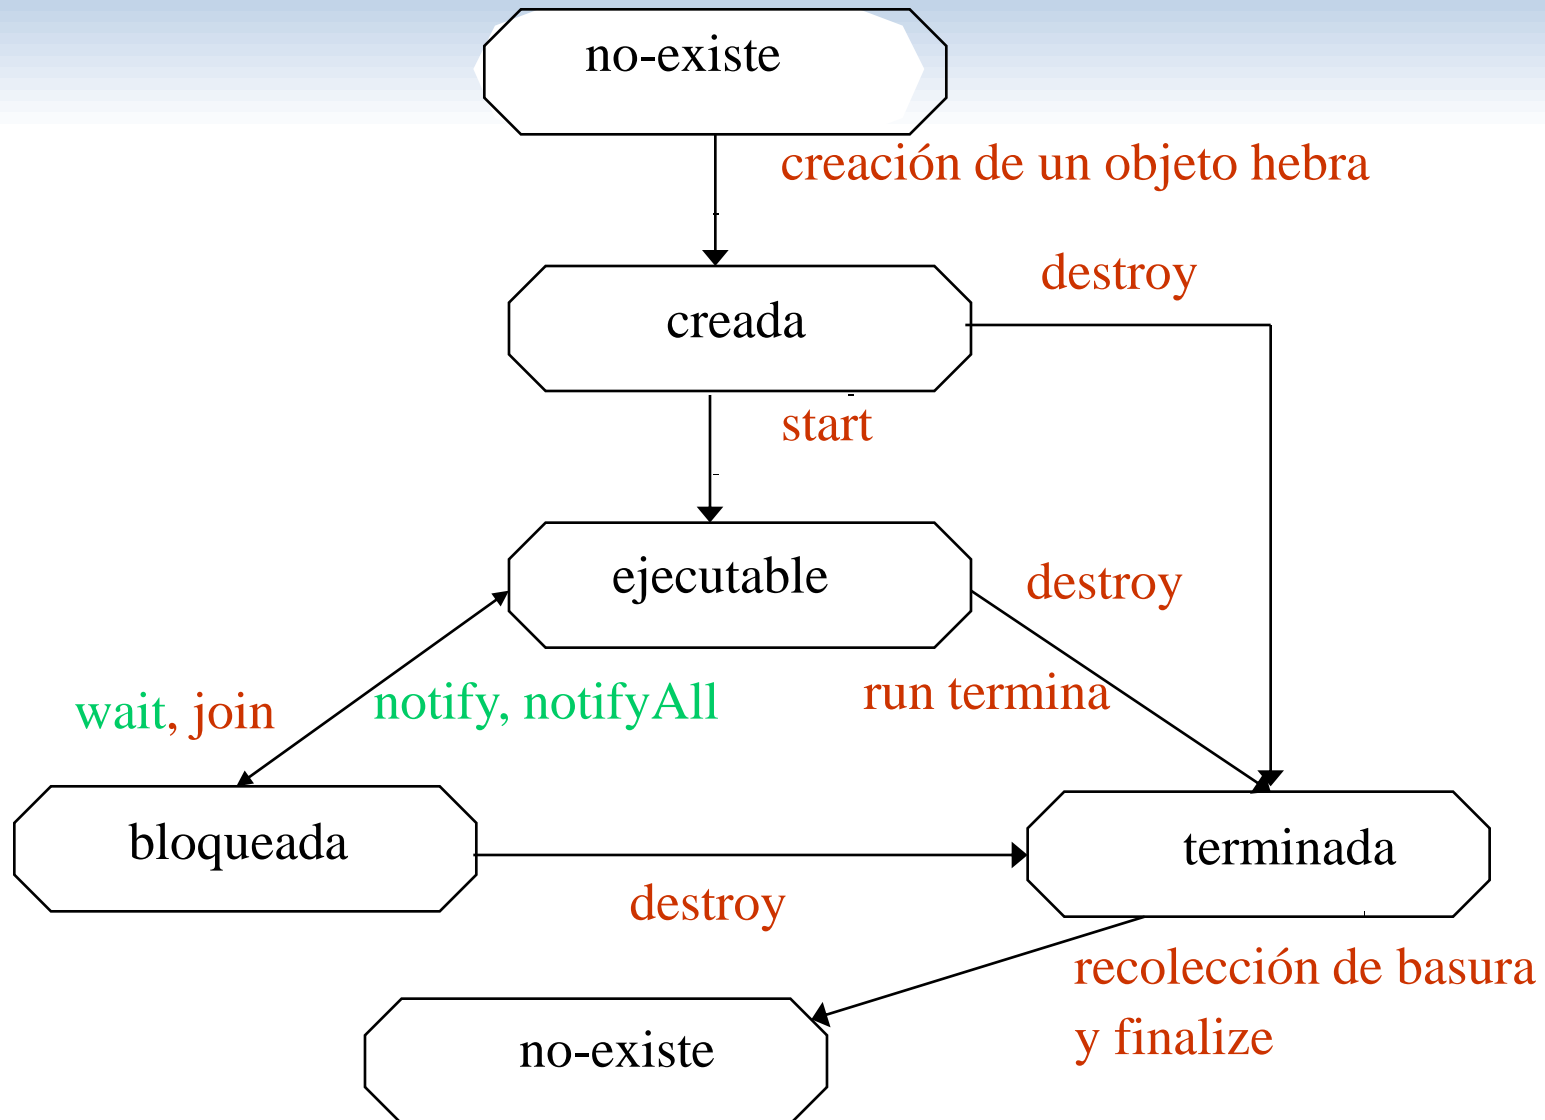 no-existe
creación de un objeto hebra
destroy
creada
start
ejecutable
destroy
run termina
wait, join
notify, notifyAll
bloqueada
terminada
destroy
recolección de basura
y finalize
no-existe